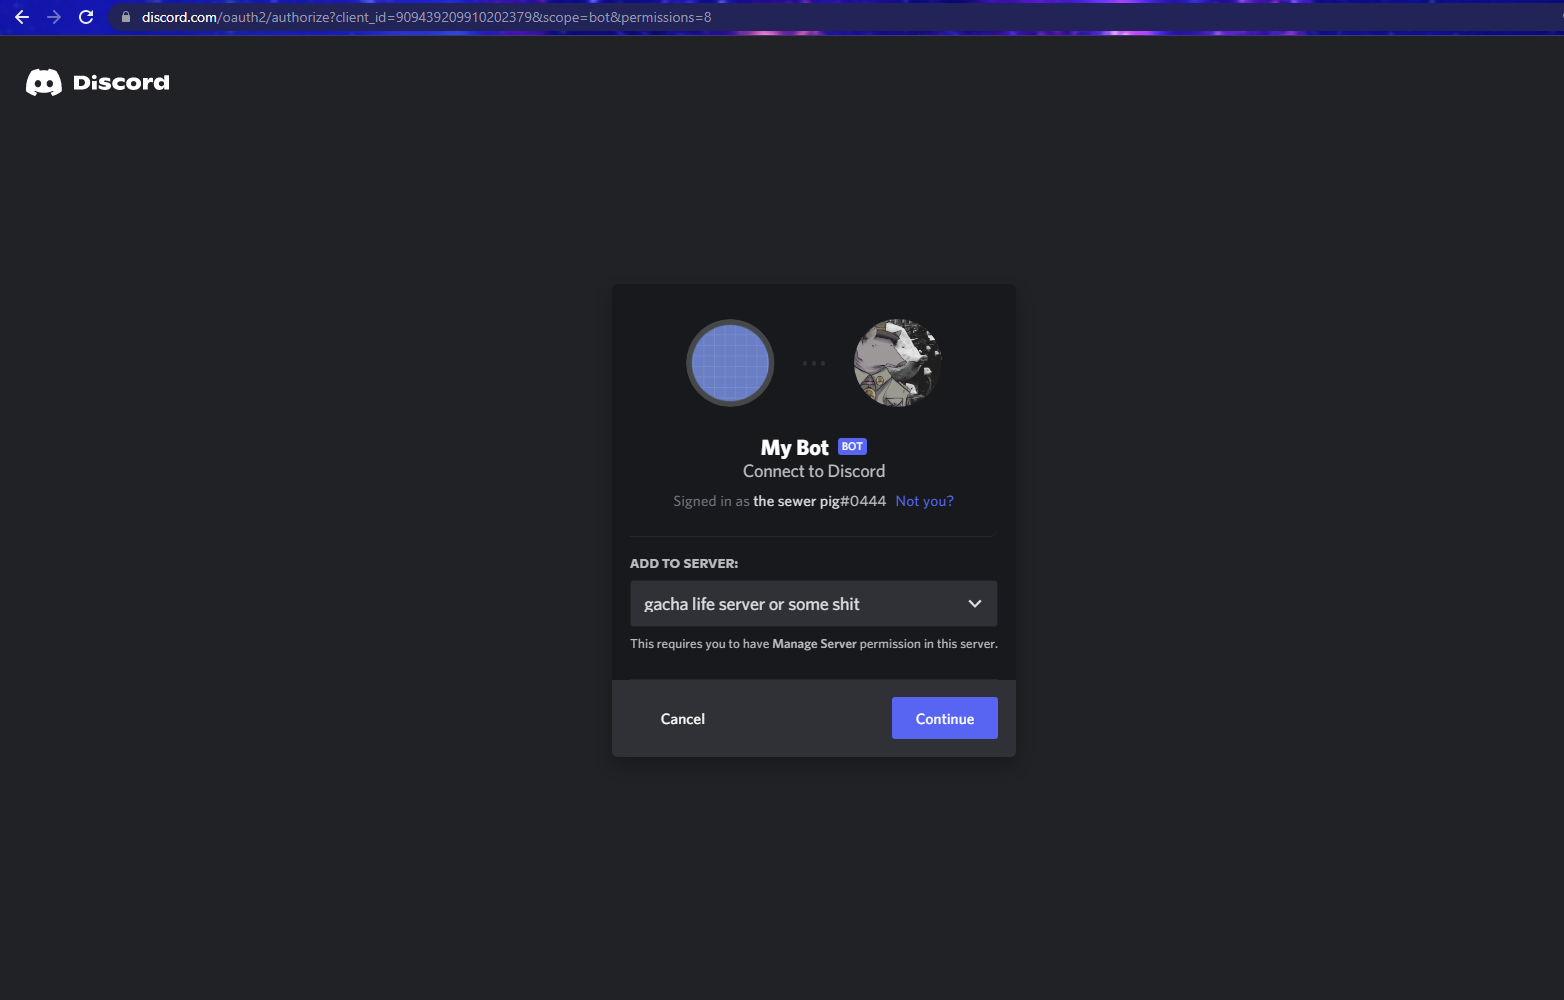 discord.com/oauth2/authorize?client_id=909439209910202379&scope=bot&permissions=8
Discord
My Bot BOT
Connect to Discord
Signed in as the sewer pig#0444 Not you?
ADD TO SERVER:
gacha life server or some shit
This requires you to have Manage Server permission in this server.
Cancel Continue